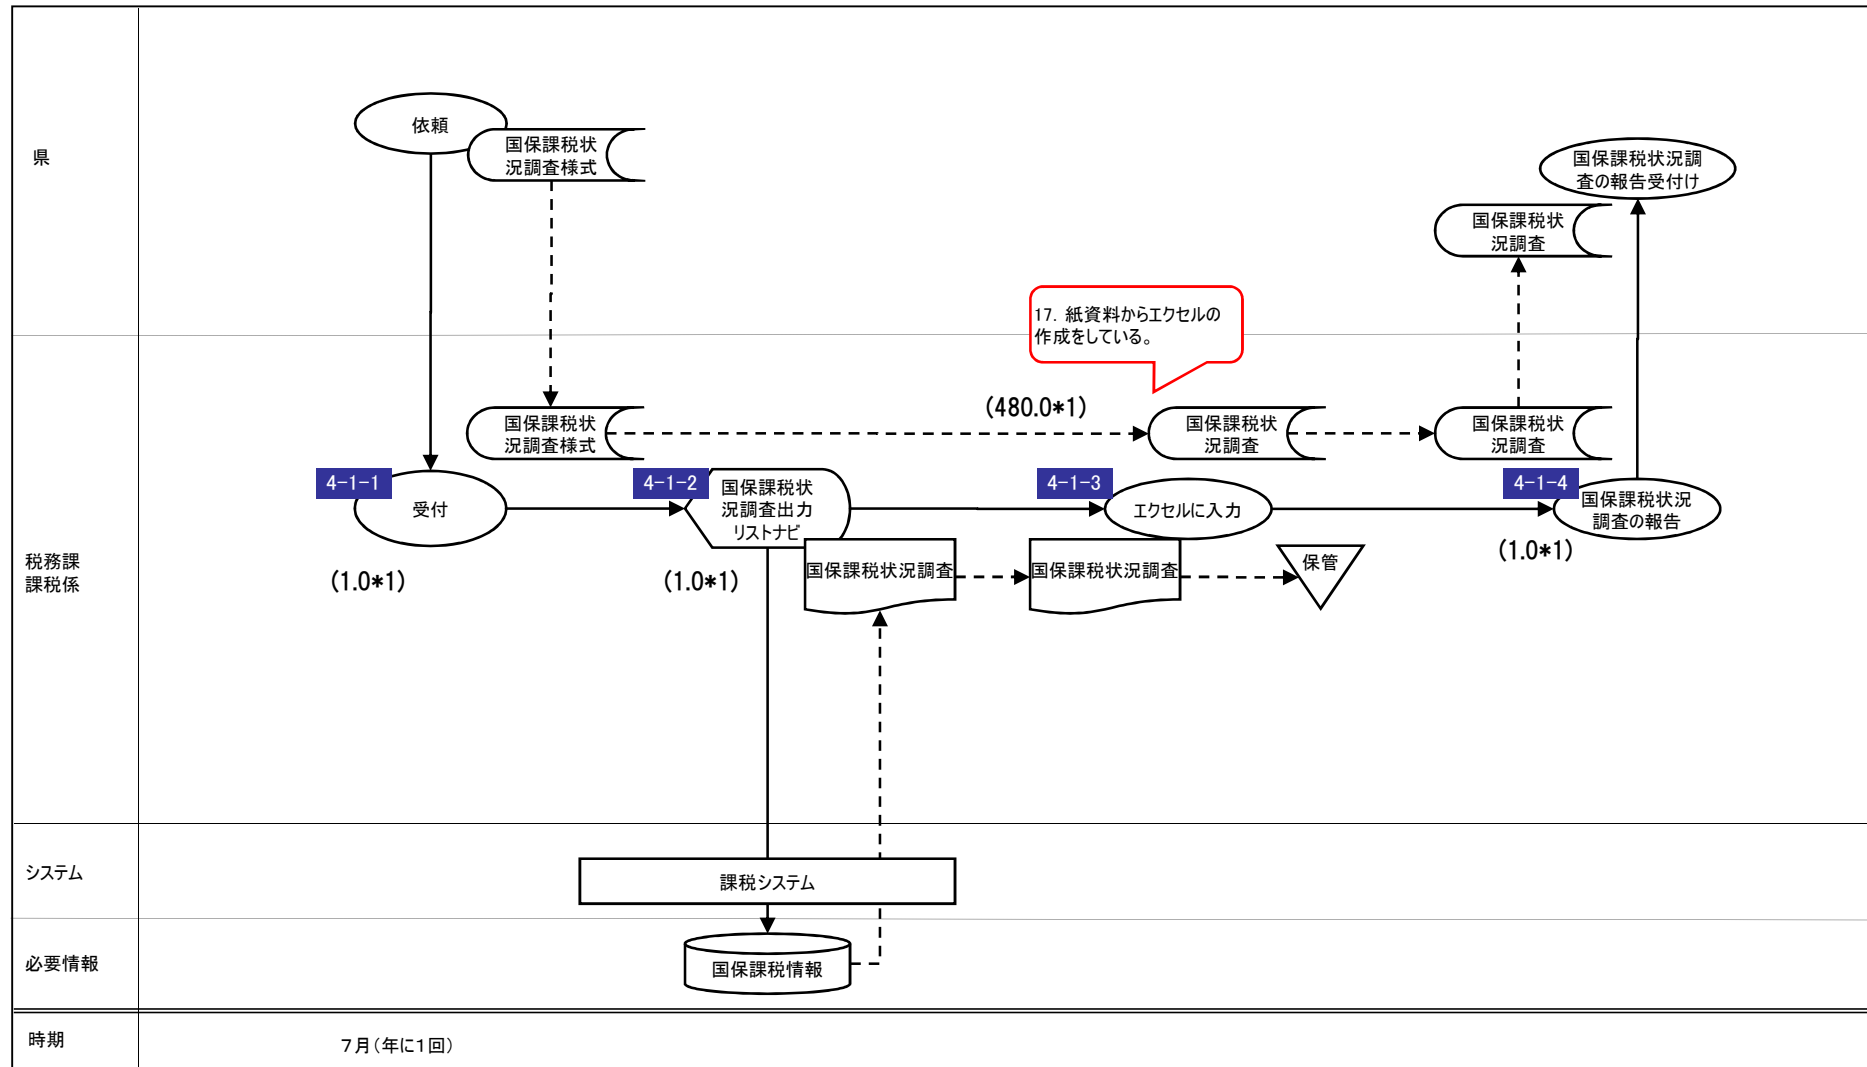 県
依頼
国保課税状
況調査様式
国保課税状況調
査の報告受付け
国保課税状
況調査
17. 紙資料からエクセルの
作成をしている。
税務課
課税係
国保課税状
況調査様式
(480.0*1)
国保課税状
況調査
国保課税状
況調査
4-1-1
受付
(1.0*1)
4-1-2
国保課税状
況調査出力
リストナビ
(1.0*1)
4-1-3
エクセルに入力
4-1-4
国保課税状況
調査の報告
(1.0*1)
国保課税状況調査
国保課税状況調査
保管
システム
課税システム
必要情報
国保課税情報
時期
7月(年に1回)